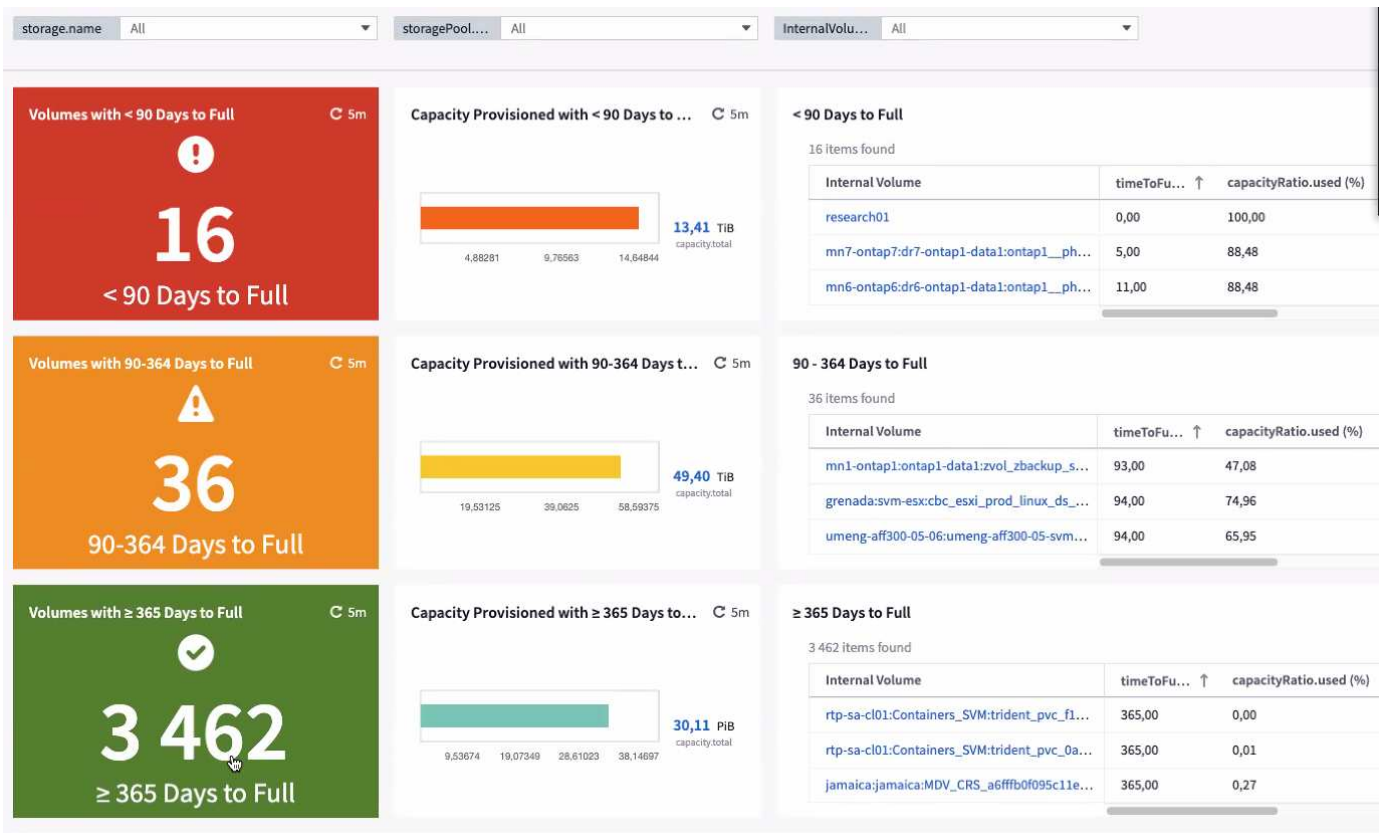 storage.name All
storagePool.... All
InternalVolu... All
Volumes with < 90 Days to Full 5m
16
< 90 Days to Full
Capacity Provisioned with < 90 Days to ... 5m
13,41 TiB
capacity.total
4,88281 9,76563 14,64844
< 90 Days to Full
16 items found
Internal Volume timeToFu... ↑ capacityRatio.used (%)
research01 0,00 100,00
mn7-ontap7:dr7-ontap1-data1:ontap1__ph... 5,00 88,48
mn6-ontap6:dr6-ontap1-data1:ontap1__ph... 11,00 88,48
Volumes with 90-364 Days to Full 5m
36
90-364 Days to Full
Capacity Provisioned with 90-364 Days t... 5m
49,40 TiB
capacity.total
19,53125 39,0625 58,59375
90 - 364 Days to Full
36 items found
Internal Volume timeToFu... ↑ capacityRatio.used (%)
mn1-ontap1:ontap1-data1:zvol_zbackup_s... 93,00 47,08
grenada:svm-esx:cbc_esxi_prod_linux_ds_... 94,00 74,96
umeng-aff300-05-06:umeng-aff300-05-svm... 94,00 65,95
Volumes with ≥ 365 Days to Full 5m
3 462
≥ 365 Days to Full
Capacity Provisioned with ≥ 365 Days to... 5m
30,11 PiB
capacity.total
9,53674 19,07349 28,61023 38,14697
≥ 365 Days to Full
3 462 items found
Internal Volume timeToFu... ↑ capacityRatio.used (%)
rtp-sa-cl01:Containers_SVM:trident_pvc_f1... 365,00 0,00
rtp-sa-cl01:Containers_SVM:trident_pvc_0a... 365,00 0,01
jamaica:jamaica:MDV_CRS_a6fffb0f095c11e... 365,00 0,27